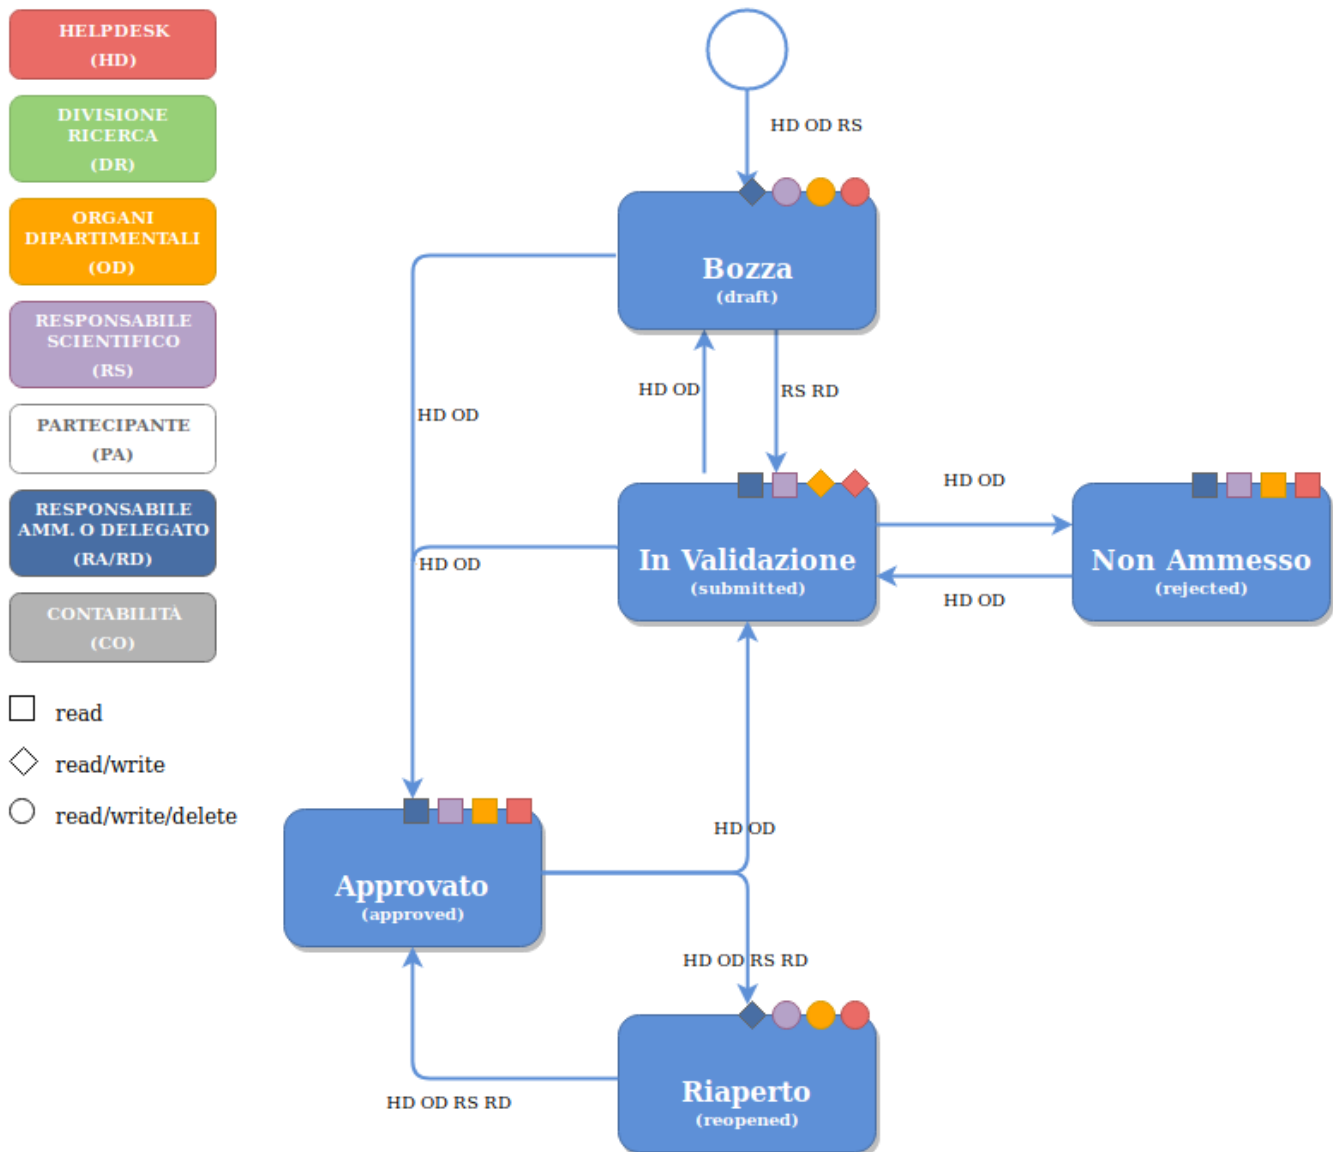 HELPDESK
(HD)
DIVISIONE
RICERCA
(DR)
ORGANI
DIPARTIMENTALI
(OD)
RESPONSABILE
SCIENTIFICO
(RS)
PARTECIPANTE
(PA)
RESPONSABILE
AMM. O DELEGATO
(RA/RD)
CONTABILITÀ
(CO)
read
read/write
read/write/delete
HD OD RS
Bozza
(draft)
HD OD
HD OD
RS RD
HD OD
In Validazione
(submitted)
HD OD
HD OD
Non Ammesso
(rejected)
HD OD
Approvato
(approved)
HD OD RS RD
Riaperto
(reopened)
HD OD RS RD